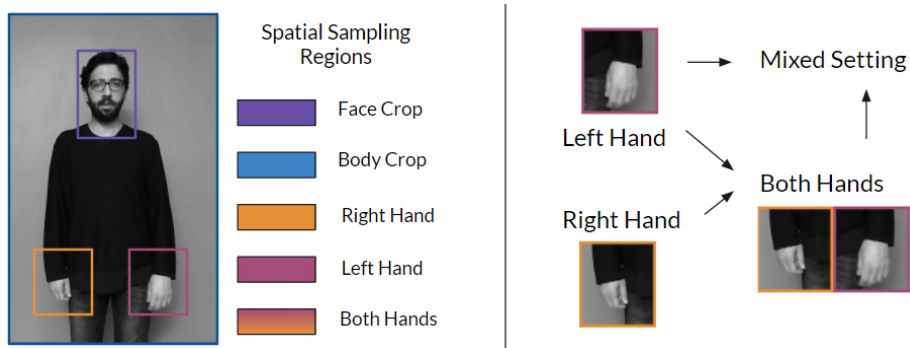 Spatial Sampling
Regions
Face Crop
Body Crop
Right Hand
Left Hand
Both Hands
Left Hand
Right Hand
Mixed Setting
Both Hands